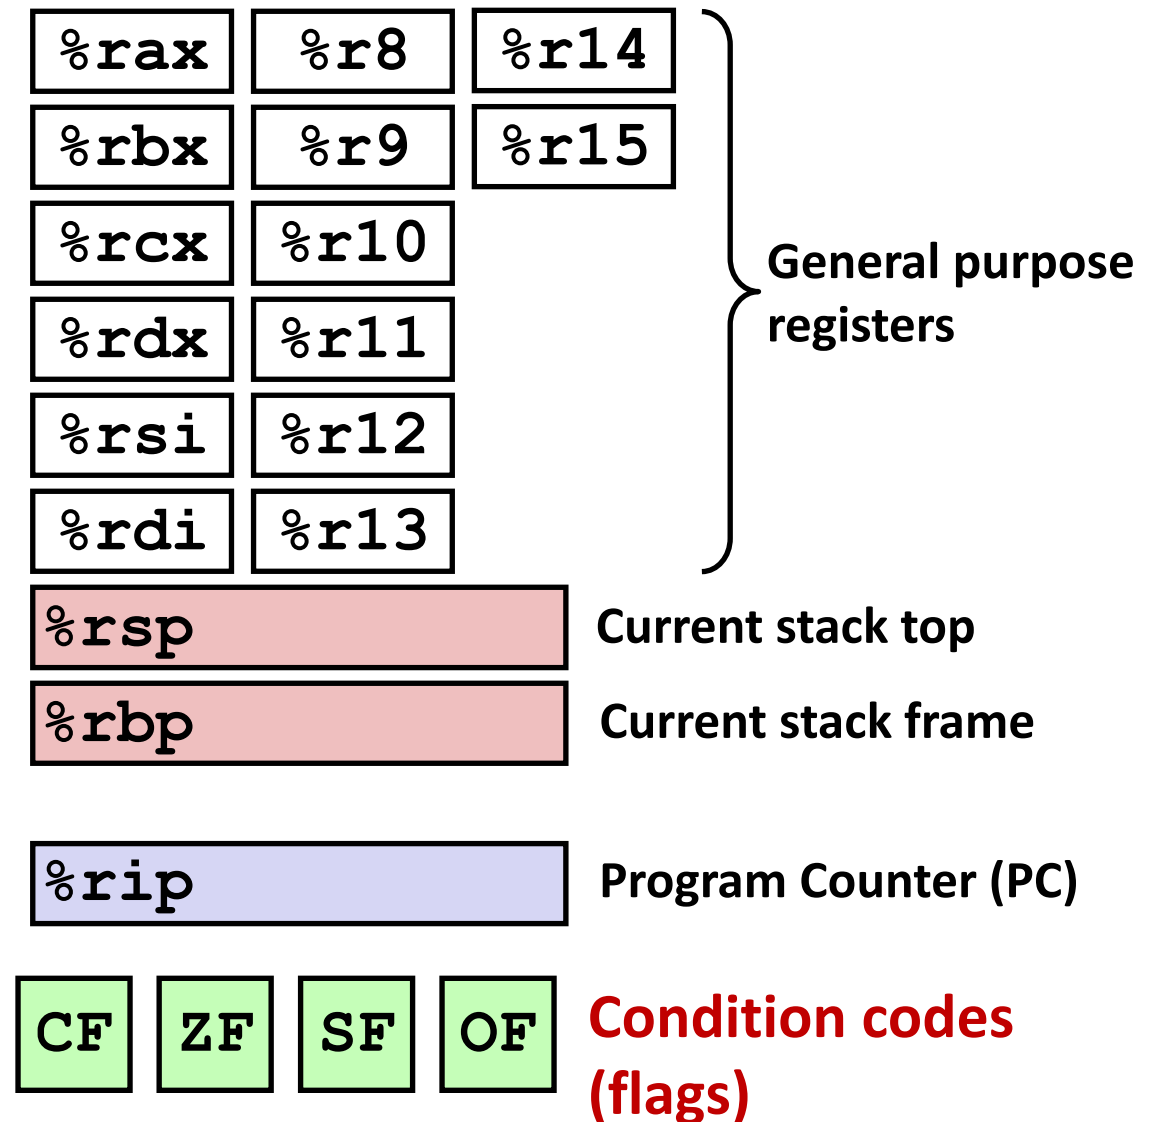 %rax %r8 %r14
%rbx %r9 %r15
%rcx %r10
%rdx %r11
%rsi %r12
%rdi %r13
General purpose
registers
%rsp Current stack top
%rbp Current stack frame
%rip Program Counter (PC)
CF ZF SF OF
Condition codes
(flags)